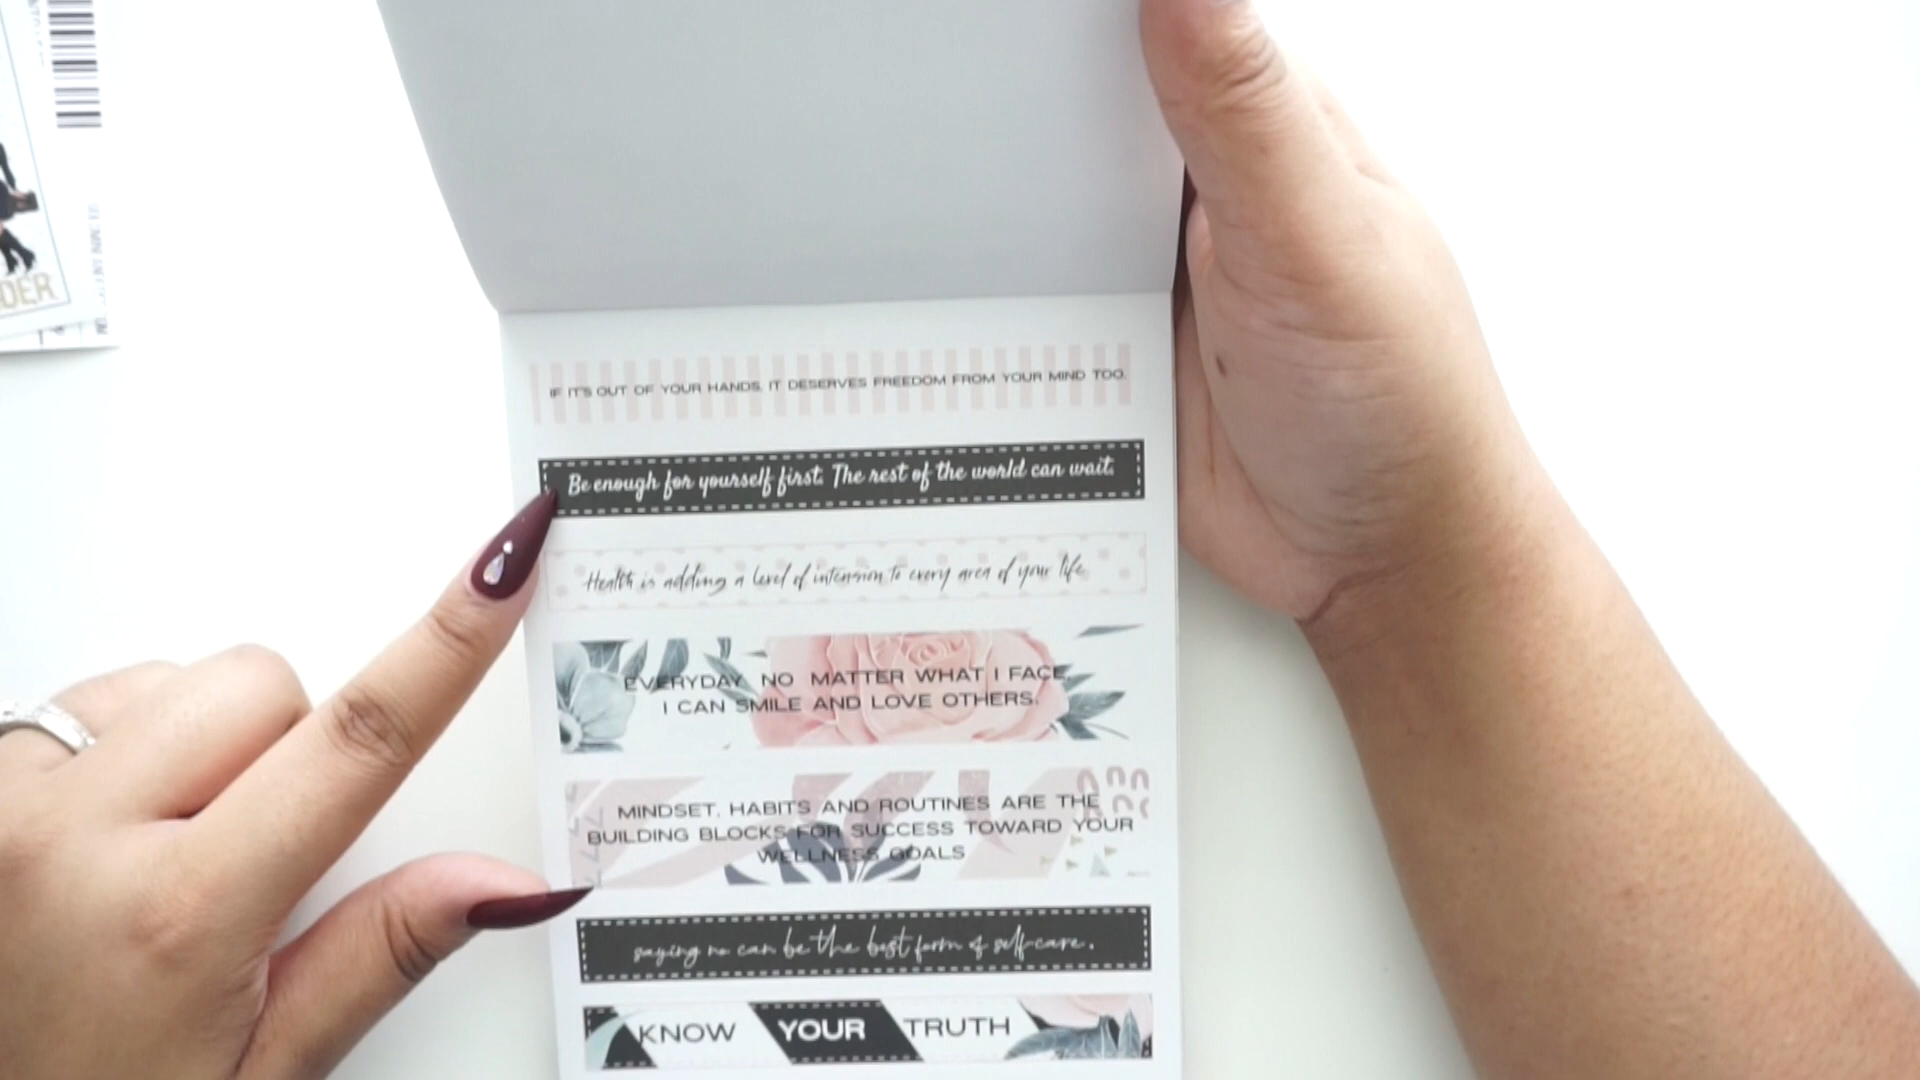 DER
IF IT'S OUT OF YOUR HANDS, IT DESERVES FREEDOM FROM YOUR MIND TOO.
Be enough for yourself first. The rest of the world can wait.
Health is adding a level of intension to every area of your life
EVERYDAY, NO MATTER WHAT I FACE,
I CAN SMILE AND LOVE OTHERS.
MINDSET, HABITS AND ROUTINES ARE THE
BUILDING BLOCKS FOR SUCCESS TOWARD YOUR
WELLNESS GOALS
saying no can be the best form of self-care.
KNOW YOUR TRUTH